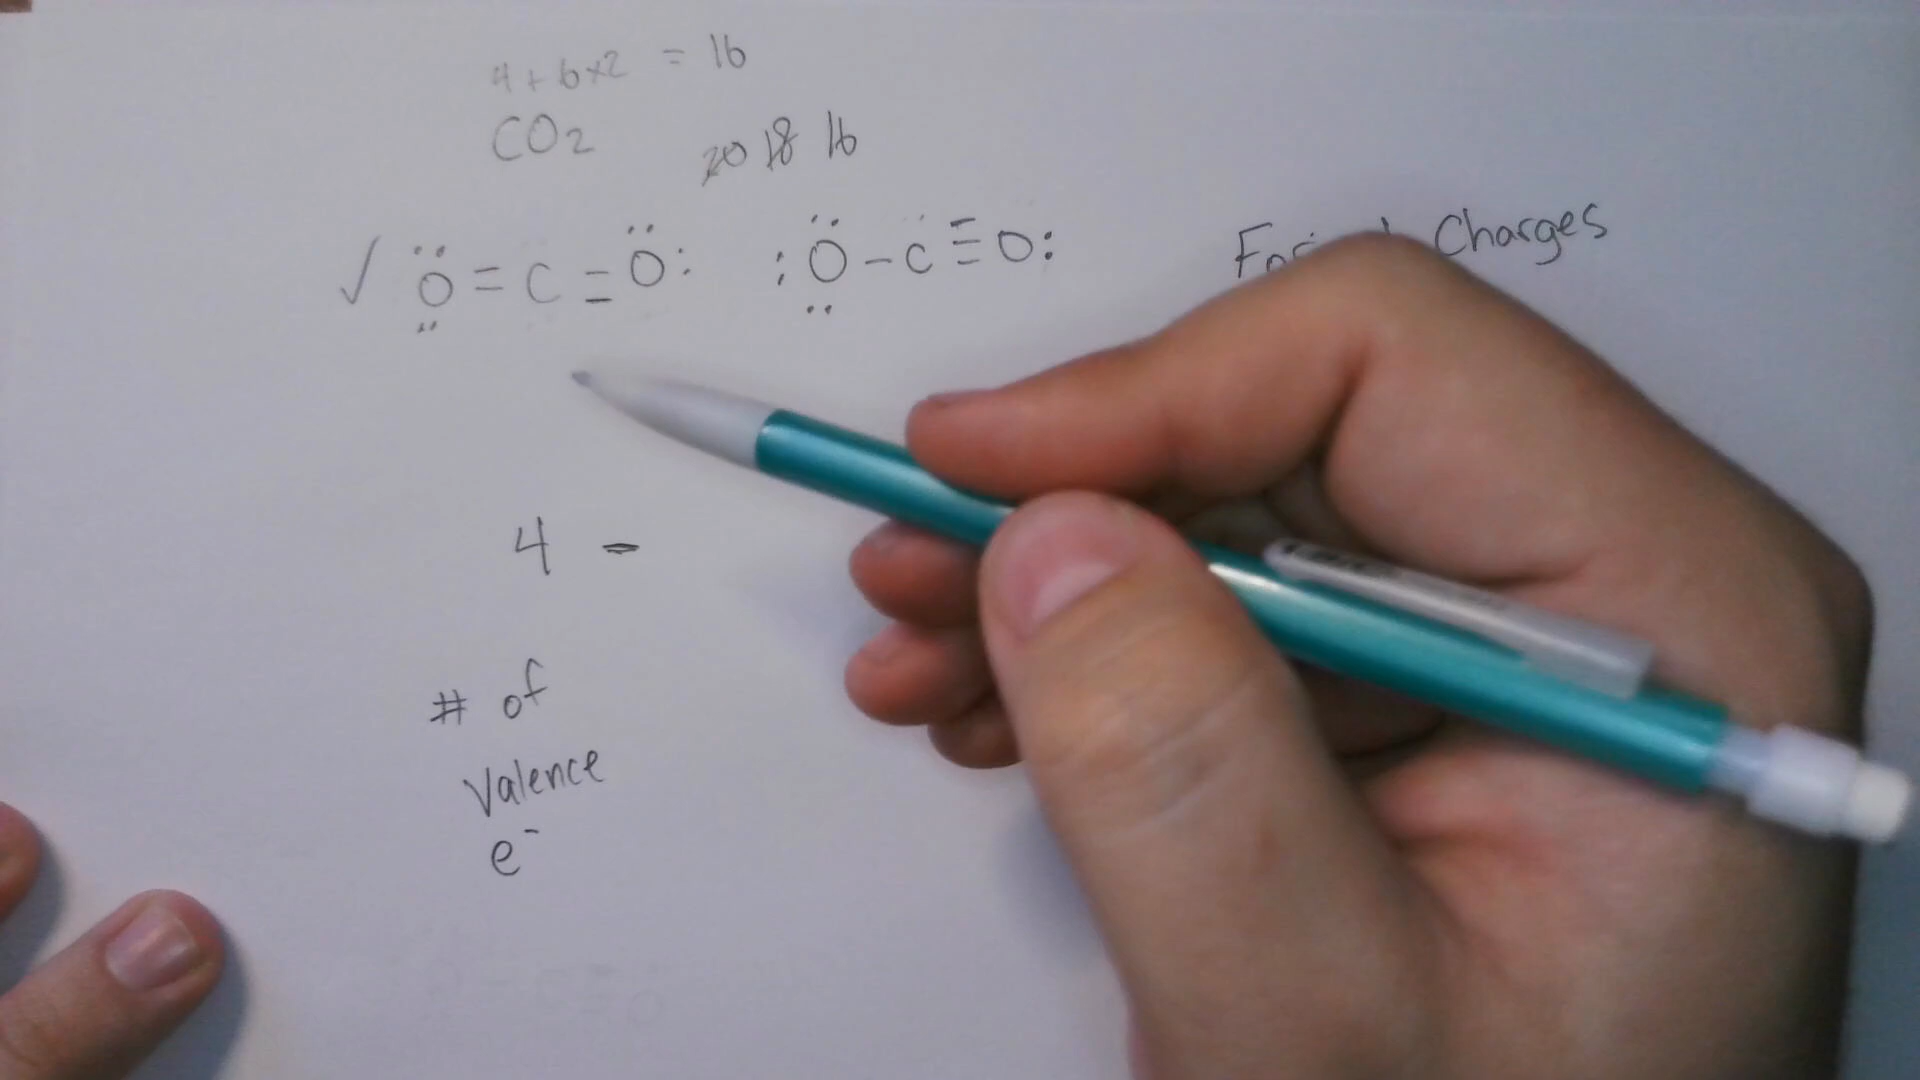 4 + 6x2 = 16
CO2 20 18 16
✓ O = C = O: :O - C ≡ O: Charges
4 -
# of
Valence
e⁻